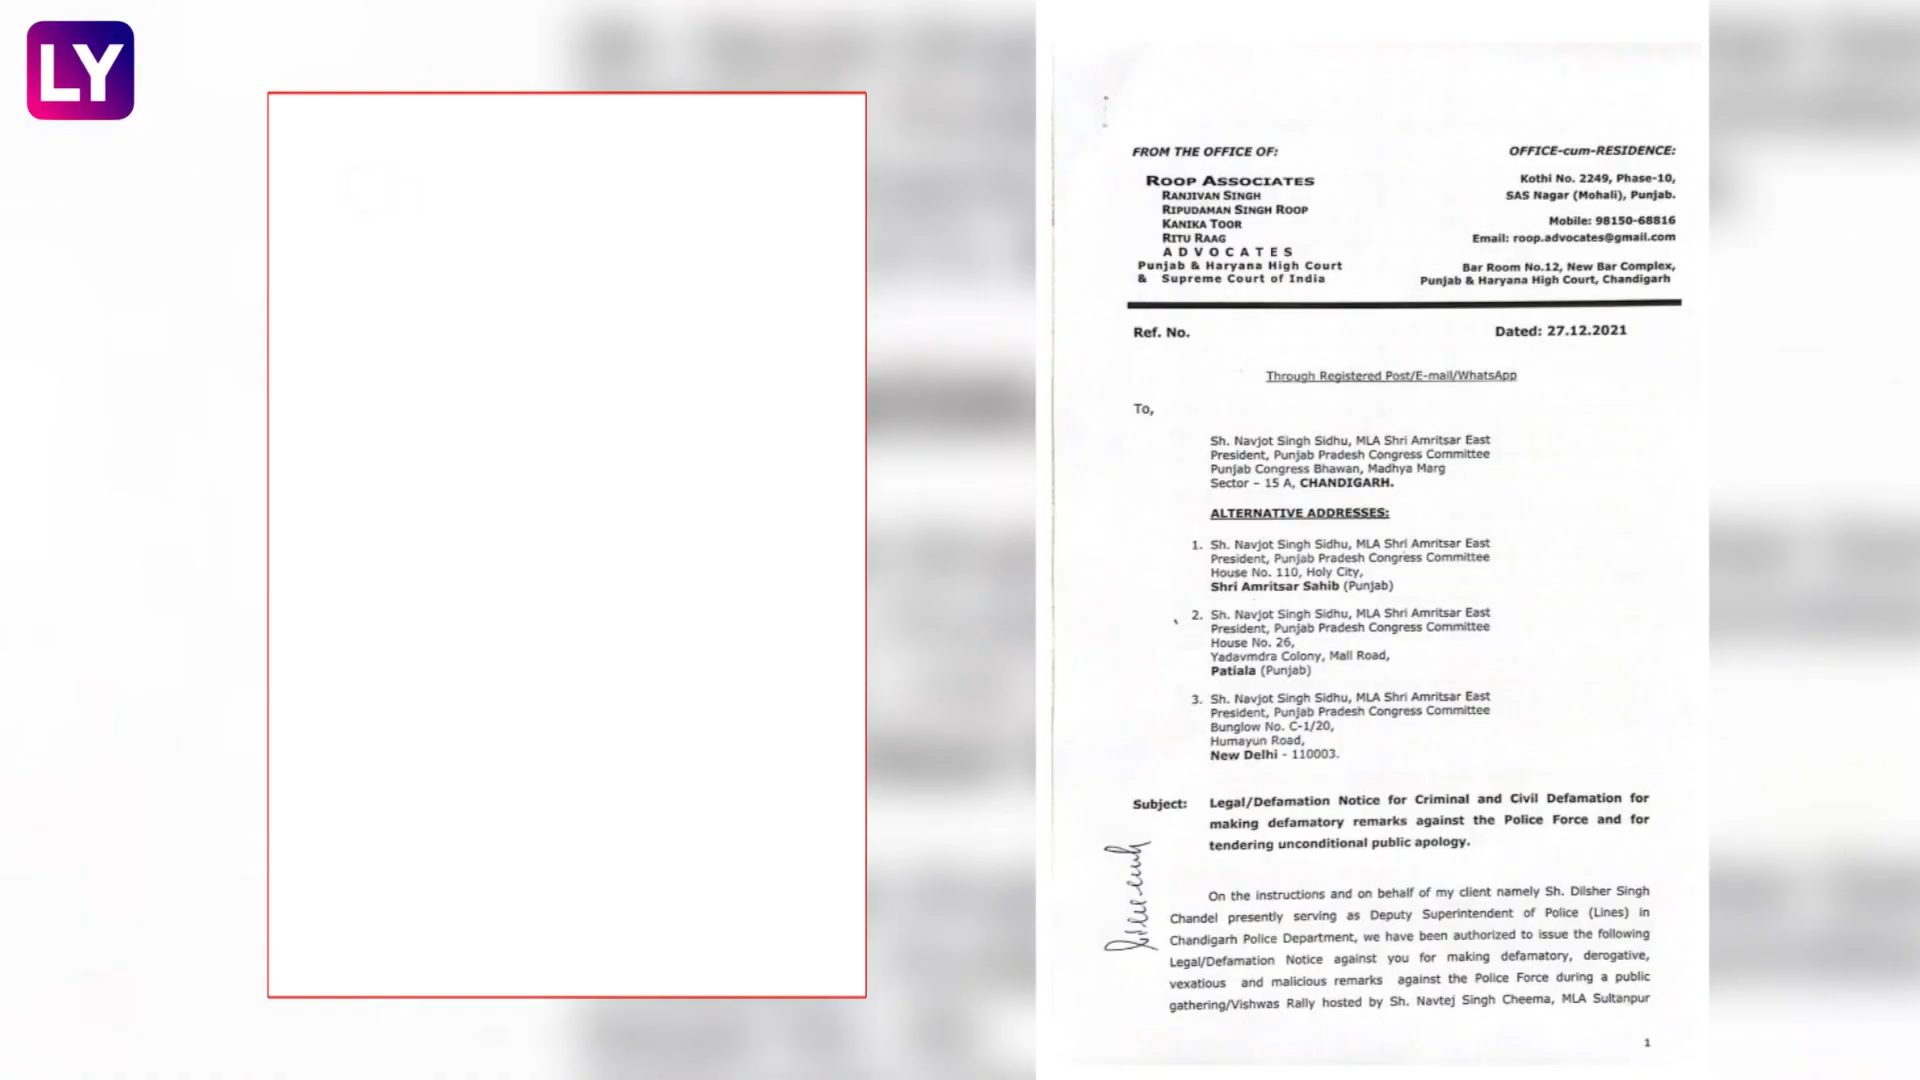 LY
Ch
FROM THE OFFICE OF:
ROOP ASSOCIATES
RANJIVAN SINGH
RIPUDAMAN SINGH ROOP
KANIKA TOOR
RITU RAAG
ADVOCATES
Punjab & Haryana High Court
& Supreme Court of India
OFFICE-cum-RESIDENCE:
Kothi No. 2249, Phase-10,
SAS Nagar (Mohali), Punjab.
Mobile: 98150-68816
Email: roop.advocates@gmail.com
Bar Room No.12, New Bar Complex,
Punjab & Haryana High Court, Chandigarh
Ref. No.
Dated: 27.12.2021
Through Registered Post/E-mail/WhatsApp
To,
Sh. Navjot Singh Sidhu, MLA Shri Amritsar East
President, Punjab Pradesh Congress Committee
Punjab Congress Bhawan, Madhya Marg
Sector – 15 A, CHANDIGARH.
ALTERNATIVE ADDRESSES:
1. Sh. Navjot Singh Sidhu, MLA Shri Amritsar East
President, Punjab Pradesh Congress Committee
House No. 110, Holy City,
Shri Amritsar Sahib (Punjab)
2. Sh. Navjot Singh Sidhu, MLA Shri Amritsar East
President, Punjab Pradesh Congress Committee
House No. 26,
Yadavmdra Colony, Mall Road,
Patiala (Punjab)
3. Sh. Navjot Singh Sidhu, MLA Shri Amritsar East
President, Punjab Pradesh Congress Committee
Bunglow No. C-1/20,
Humayun Road,
New Delhi - 110003.
Subject: Legal/Defamation Notice for Criminal and Civil Defamation for
making defamatory remarks against the Police Force and for
tendering unconditional public apology.
On the instructions and on behalf of my client namely Sh. Dilsher Singh
Chandel presently serving as Deputy Superintendent of Police (Lines) in
Chandigarh Police Department, we have been authorized to issue the following
Legal/Defamation Notice against you for making defamatory, derogative,
vexatious and malicious remarks against the Police Force during a public
gathering/Vishwas Rally hosted by Sh. Navtej Singh Cheema, MLA Sultanpur
1